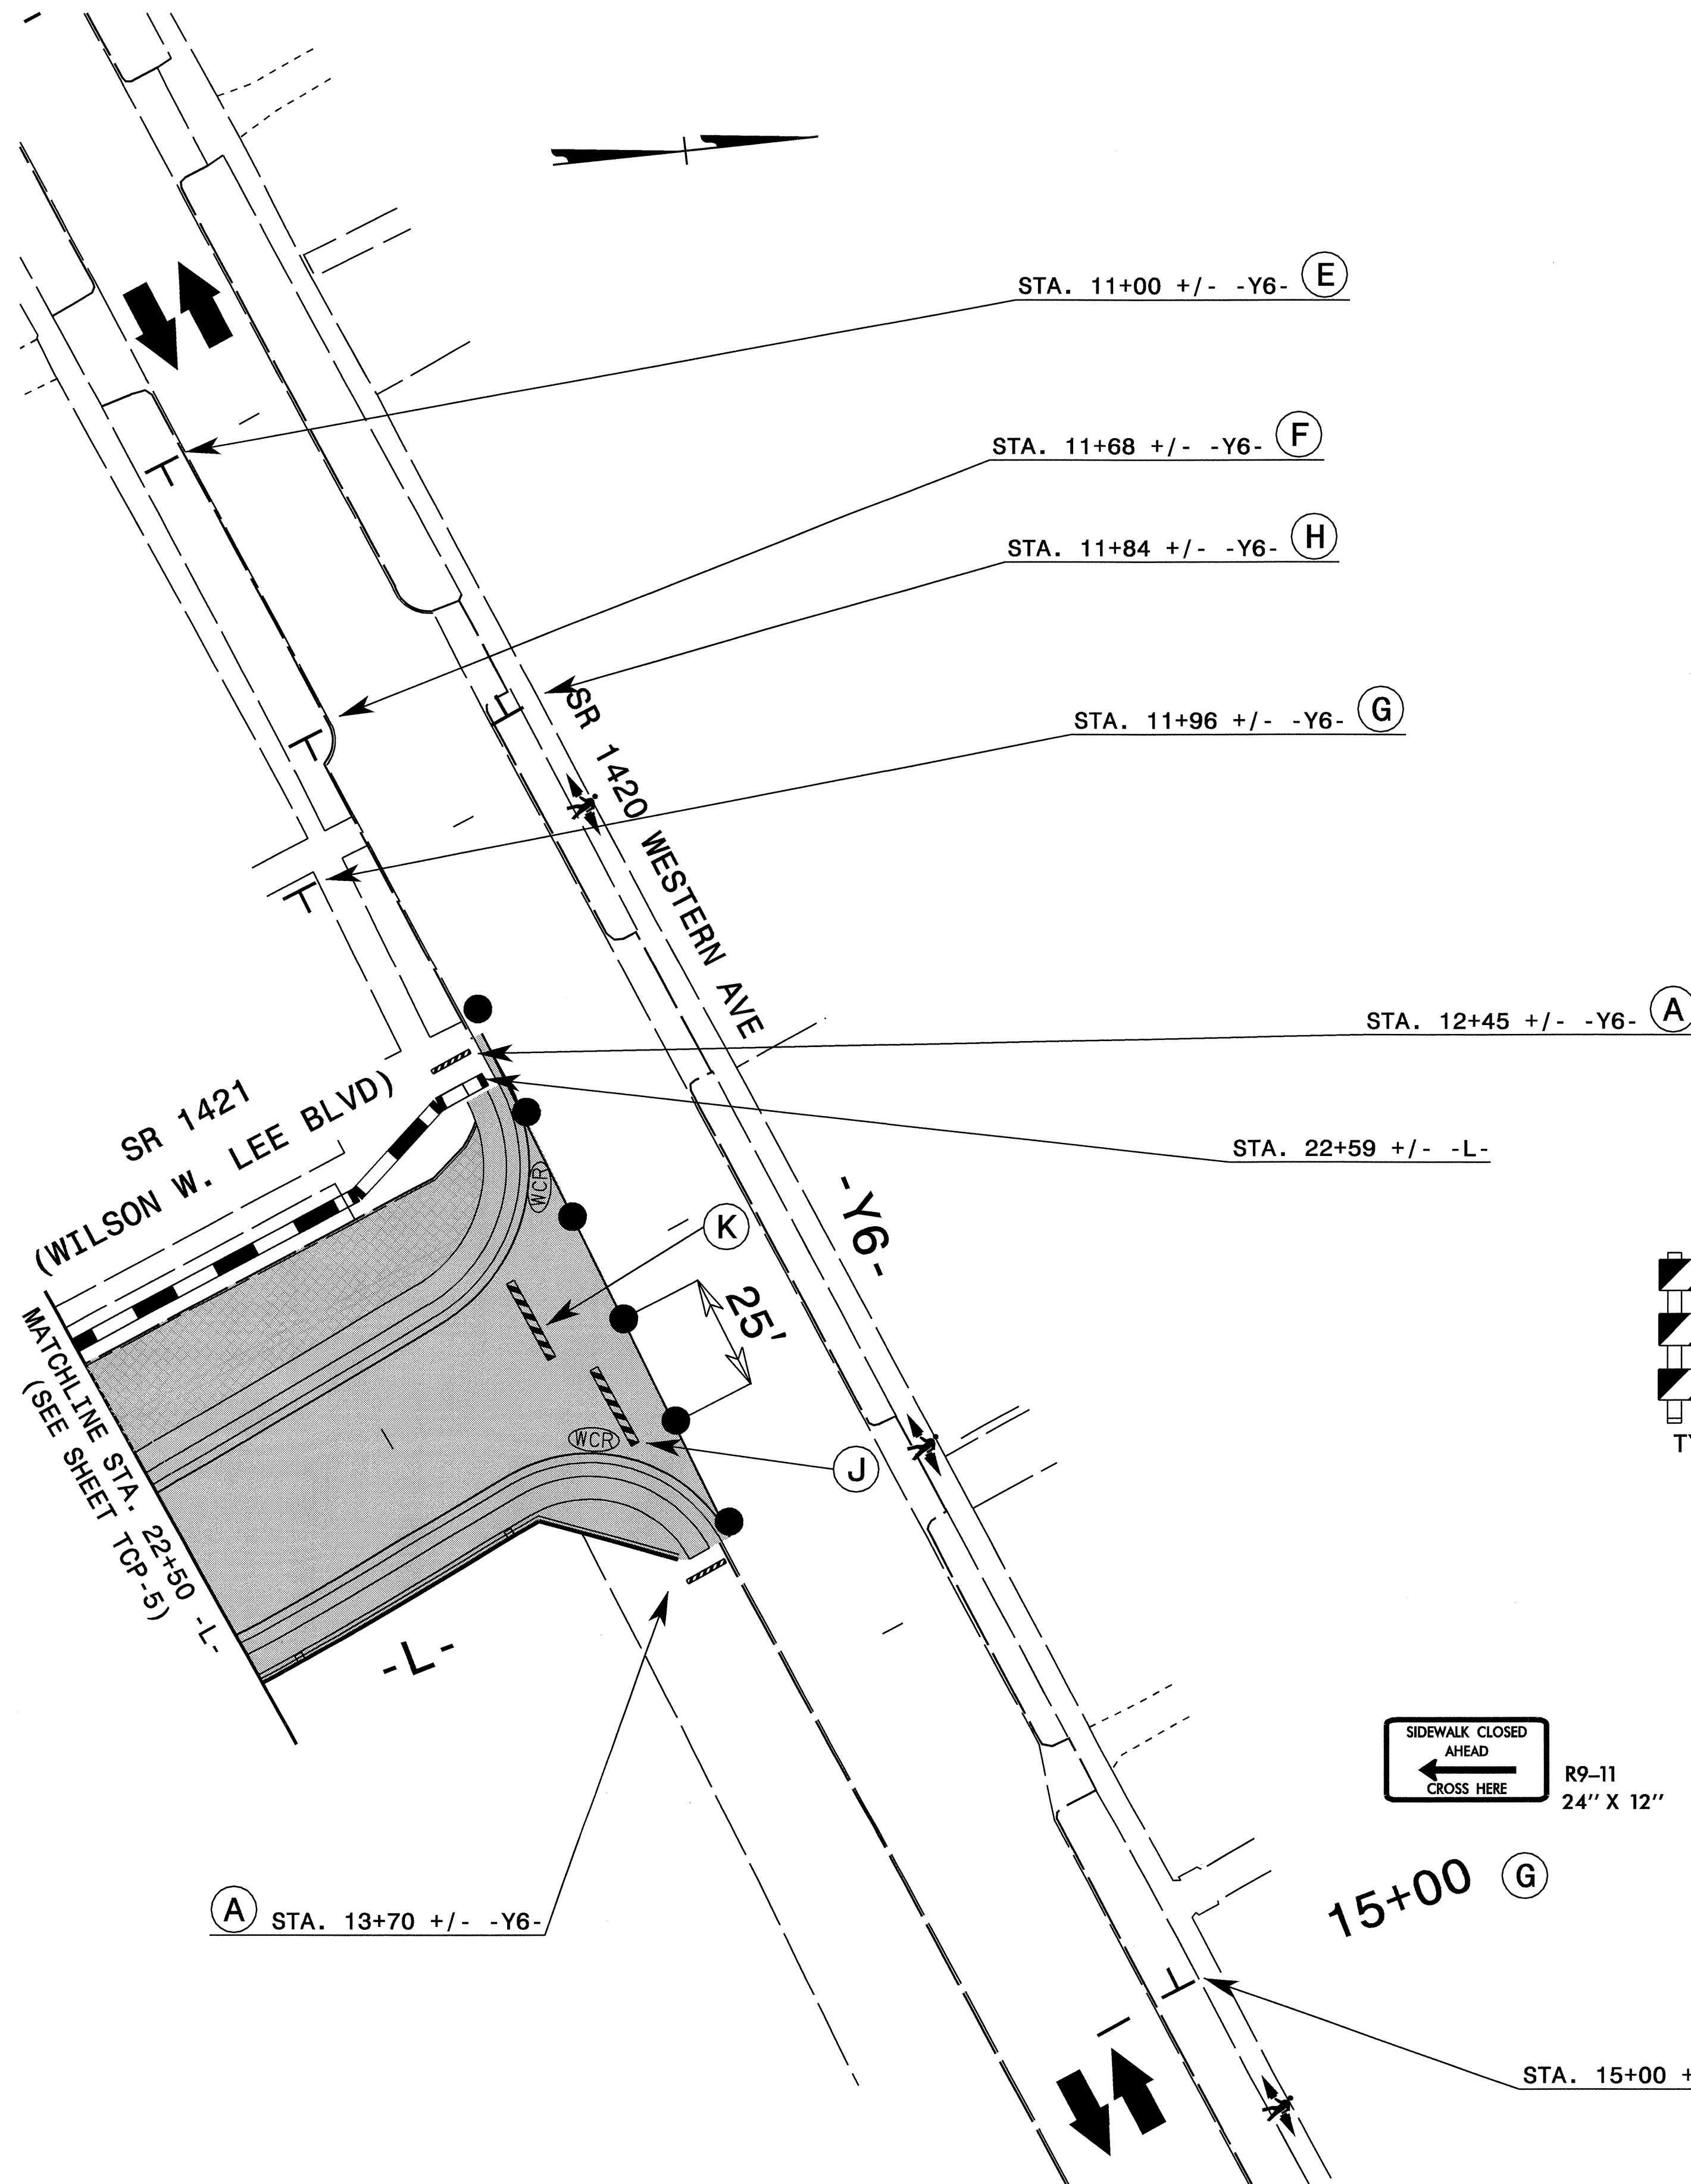 STA. 11+00 +/- -Y6- E
STA. 11+68 +/- -Y6- F
STA. 11+84 +/- -Y6- H
STA. 11+96 +/- -Y6- G
SR 1420 WESTERN AVE
STA. 12+45 +/- -Y6- A
SR 1421
(WILSON W. LEE BLVD)
STA. 22+59 +/- -L-
WCR
-Y6-
K
25'
MATCHLINE STA. 22+50 -L-
(SEE SHEET TCP-5)
WCR
J
-L-
SIDEWALK CLOSED
AHEAD
CROSS HERE
R9-11
24" X 12"
15+00 G
A STA. 13+70 +/- -Y6-
STA. 15+00 +